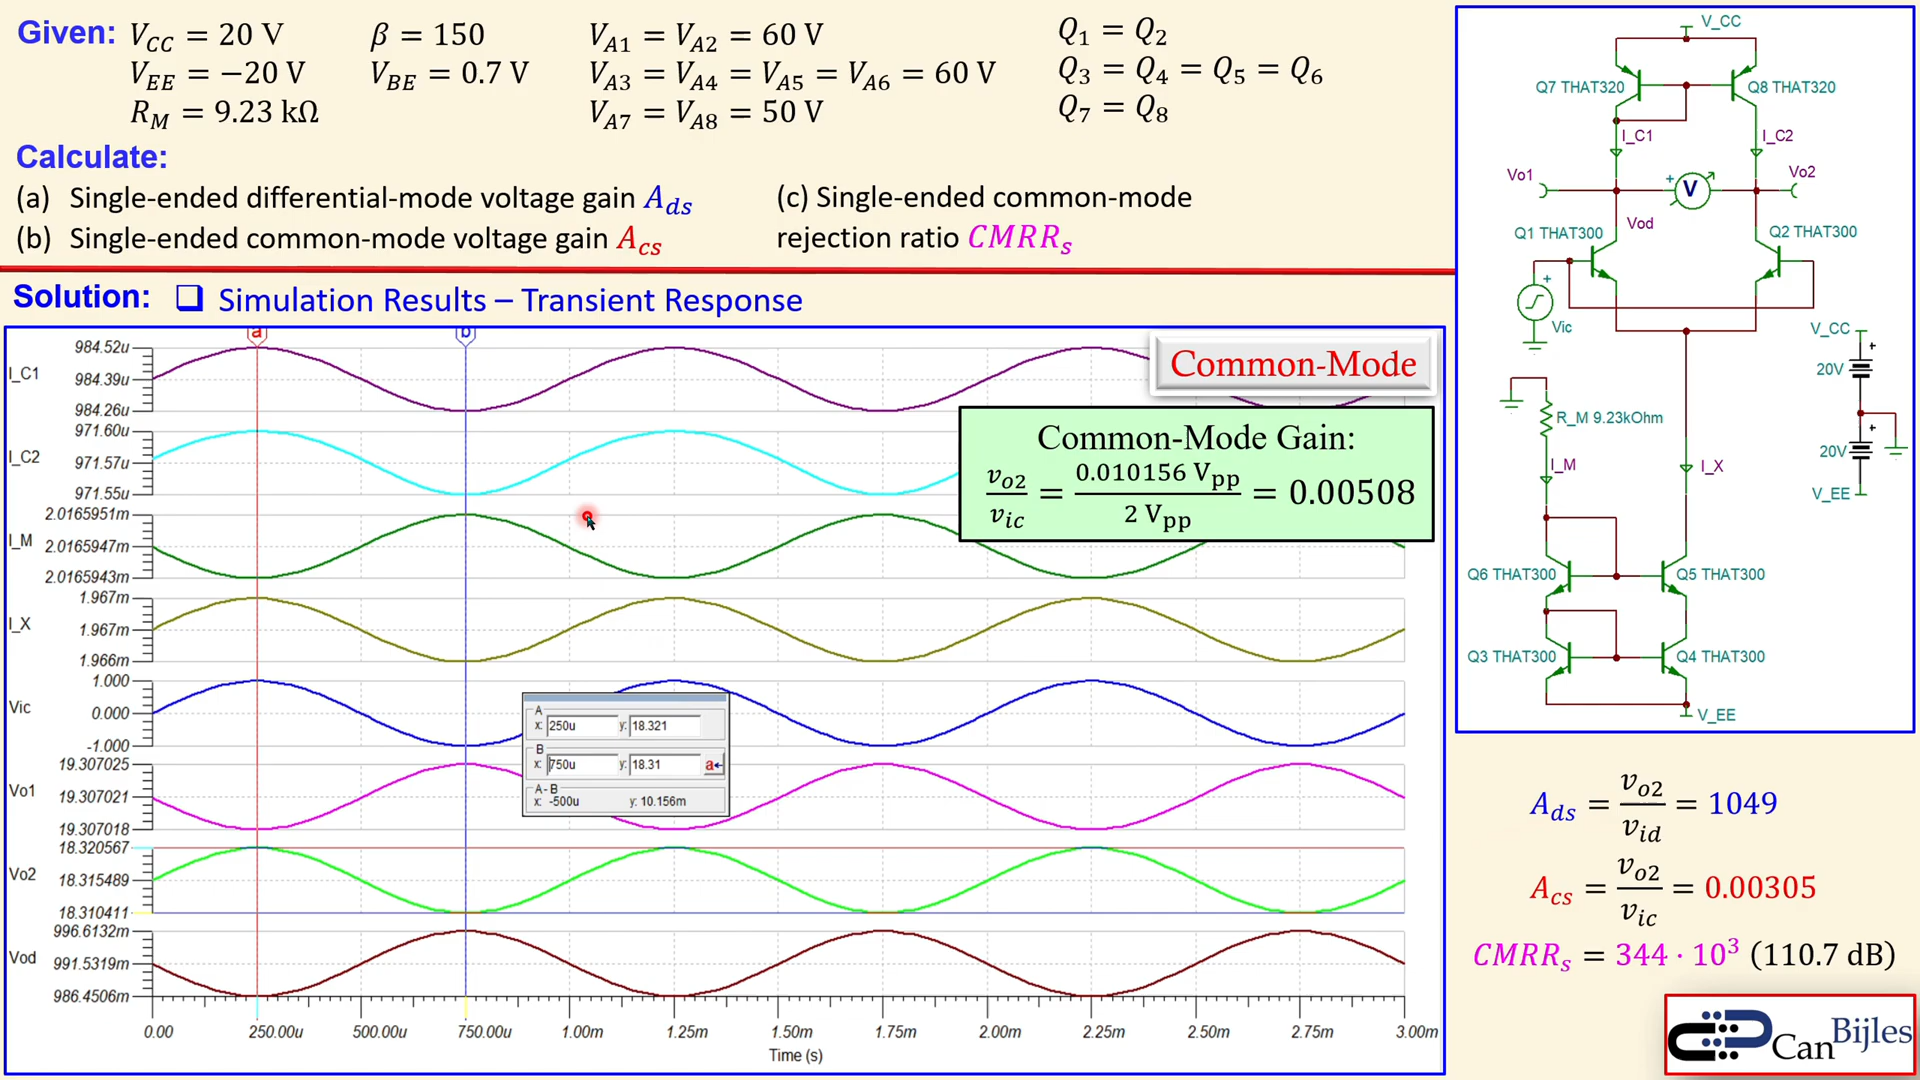 Given: V_CC = 20 V   β = 150   V_A1 = V_A2 = 60 V   Q_1 = Q_2
V_EE = −20 V   V_BE = 0.7 V   V_A3 = V_A4 = V_A5 = V_A6 = 60 V   Q_3 = Q_4 = Q_5 = Q_6
R_M = 9.23 kΩ   V_A7 = V_A8 = 50 V   Q_7 = Q_8
Calculate:
(a) Single-ended differential-mode voltage gain A_ds
(b) Single-ended common-mode voltage gain A_cs
(c) Single-ended common-mode
rejection ratio CMRR_s
Solution: ❑ Simulation Results – Transient Response
a
b
Common-Mode
Common-Mode Gain:
v_o2/v_ic = 0.010156 V_pp / 2 V_pp = 0.00508
I_C1
984.52u
984.39u
984.26u
I_C2
971.60u
971.57u
971.55u
I_M
2.0165951m
2.0165947m
2.0165943m
I_X
1.967m
1.967m
1.966m
Vic
1.000
0.000
-1.000
Vo1
19.307025
19.307021
19.307018
Vo2
18.320567
18.315489
18.310411
Vod
996.6132m
991.5319m
986.4506m
A
x: 250u y: 18.321
B
x: 750u y: 18.31 a←
A - B
x: -500u y: 10.156m
0.00 250.00u 500.00u 750.00u 1.00m 1.25m 1.50m 1.75m 2.00m 2.25m 2.50m 2.75m 3.00m
Time (s)
V_CC
Q7 THAT320
Q8 THAT320
I_C1
I_C2
Vo1
+
V
Vo2
Vod
Q1 THAT300
Q2 THAT300
+
Vic
V_CC
+
20V
R_M 9.23kOhm
+
20V
I_M
I_X
V_EE
Q6 THAT300
Q5 THAT300
Q3 THAT300
Q4 THAT300
V_EE
A_ds = v_o2/v_id = 1049
A_cs = v_o2/v_ic = 0.00305
CMRR_s = 344 · 10³ (110.7 dB)
CanBijles